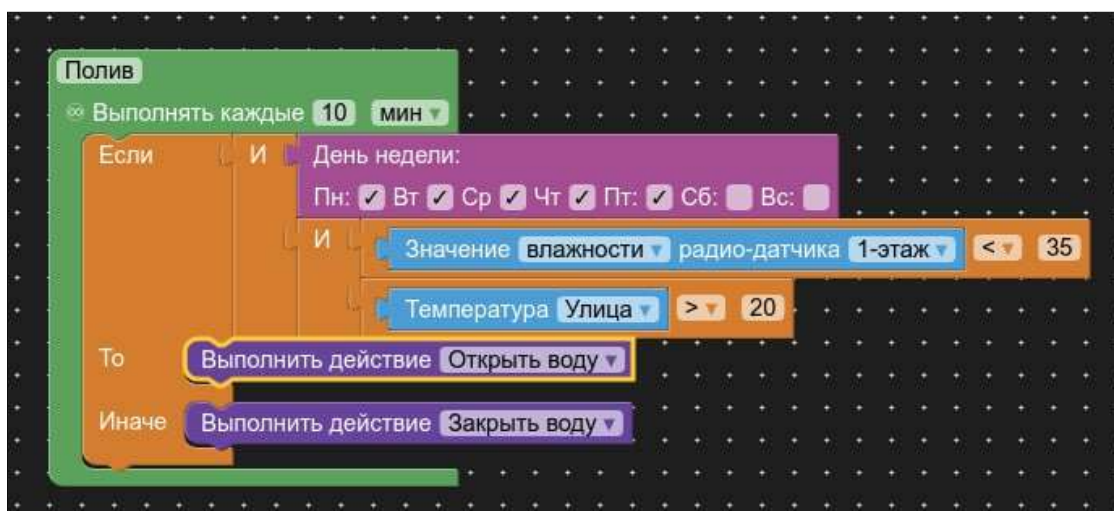 Полив
Выполнять каждые 10 мин
Если И День недели:
Пн: Вт Ср Чт Пт: Сб: Вс:
И Значение влажности радио-датчика 1-этаж < 35
Температура Улица > 20
То Выполнить действие Открыть воду
Иначе Выполнить действие Закрыть воду